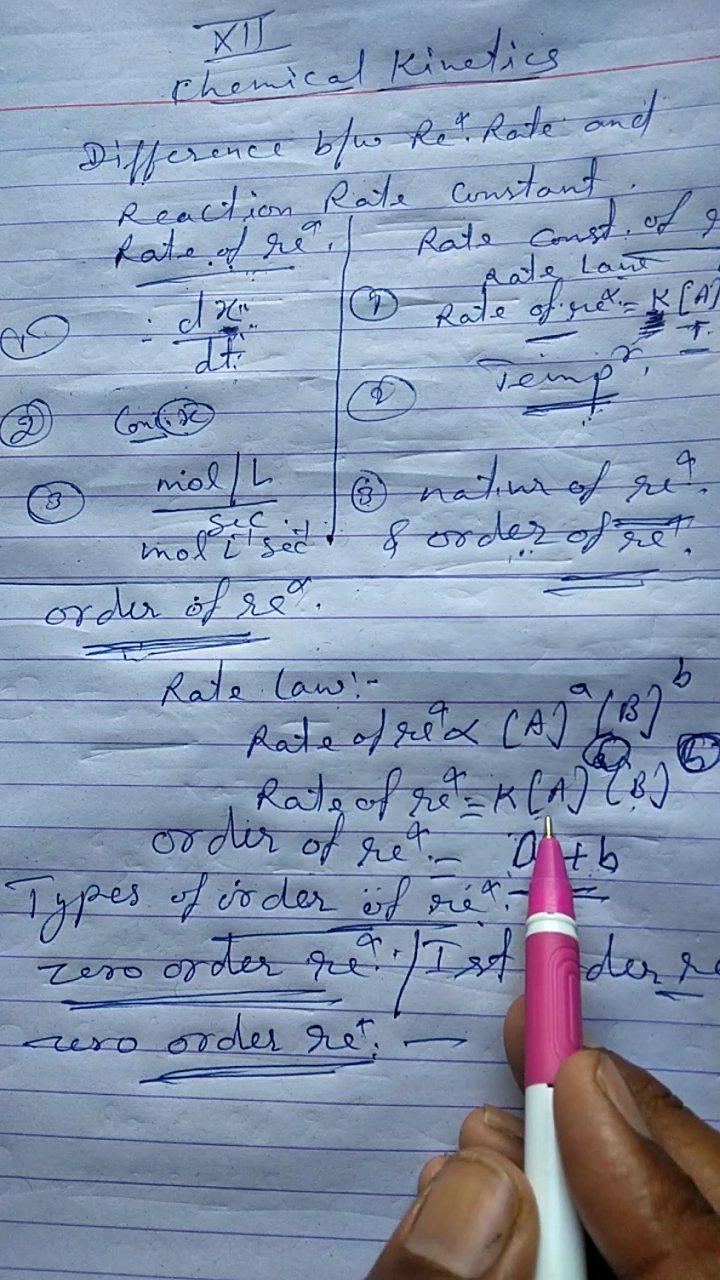 XII
Chemical Kinetics
Difference b/w Reⁿ. Rate and
Reaction Rate Constant.
Rate of reⁿ.
Rate Const. of
Rate Law
① = dx/dt
① Rate of reⁿ = K[A]
② Conc
② Tempr.
③ mol/L
sec
mol L⁻¹ sec⁻¹
③ nature of reⁿ.
& order of reⁿ.
order of reⁿ.
Rate law:-
Rate of reⁿ ∝ [A]ᵃ [B]ᵇ
Rate of reⁿ = K[A]ᵃ [B]ᵇ
order of reⁿ. = a + b
Types of order of reⁿ.
zero order reⁿ. / Ist der re
zero order reⁿ. —